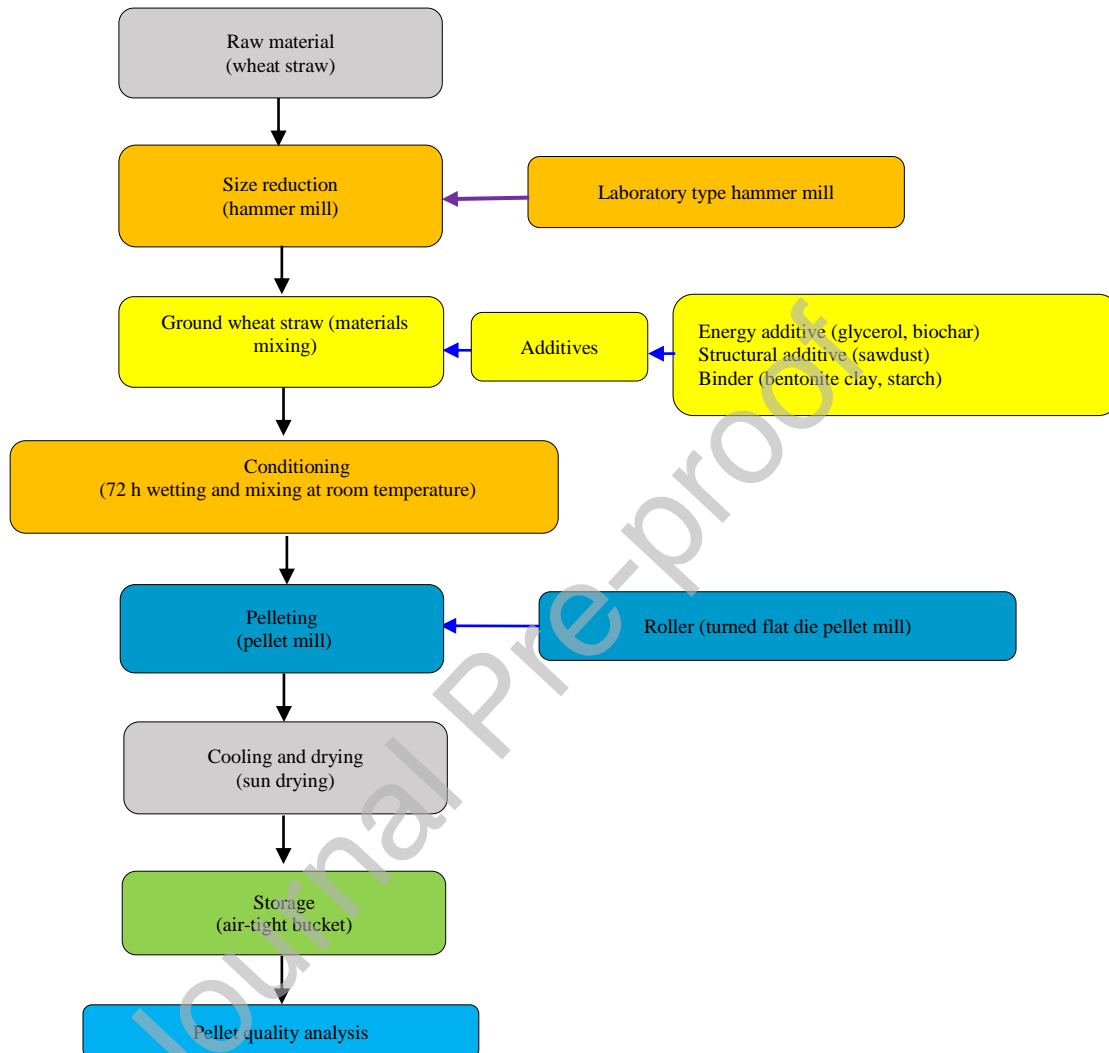 Raw material
(wheat straw)
Size reduction
(hammer mill)
Laboratory type hammer mill
Ground wheat straw (materials
mixing)
Additives
Energy additive (glycerol, biochar)
Structural additive (sawdust)
Binder (bentonite clay, starch)
Conditioning
(72 h wetting and mixing at room temperature)
Pelleting
(pellet mill)
Roller (turned flat die pellet mill)
Cooling and drying
(sun drying)
Storage
(air-tight bucket)
Pellet quality analysis
Journal Pre-proof